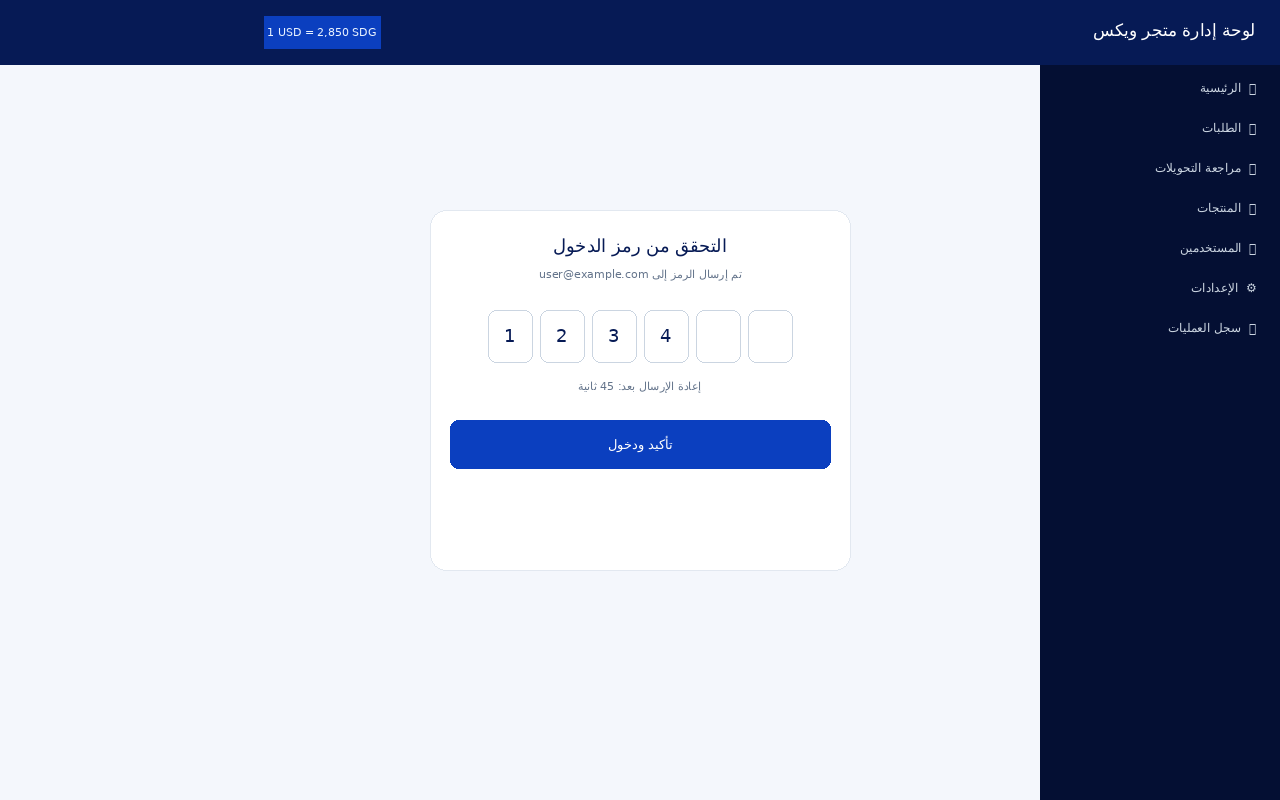 لوحة إدارة متجر ويكس
1 USD = 2,850 SDG
الرئيسية
الطلبات
مراجعة التحويلات
المنتجات
المستخدمين
⚙ الإعدادات
سجل العمليات
التحقق من رمز الدخول
تم إرسال الرمز إلى user@example.com
1 2 3 4
إعادة الإرسال بعد: 45 ثانية
تأكيد ودخول